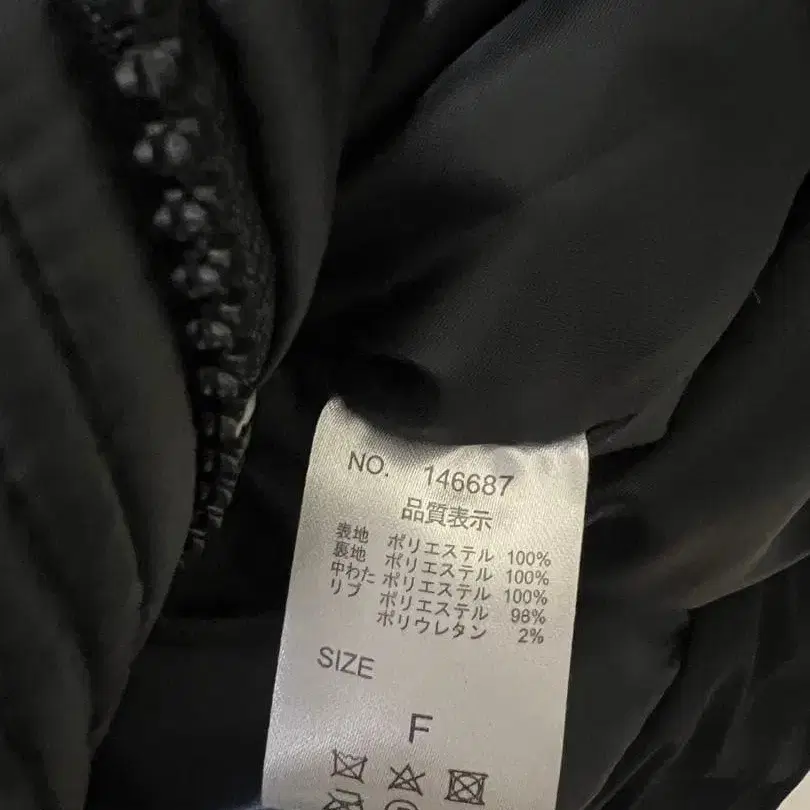 NO. 146687
品質表示
表地 ポリエステル 100%
裏地 ポリエステル 100%
中わた ポリエステル 100%
リブ ポリエステル 98%
ポリウレタン 2%
SIZE
F